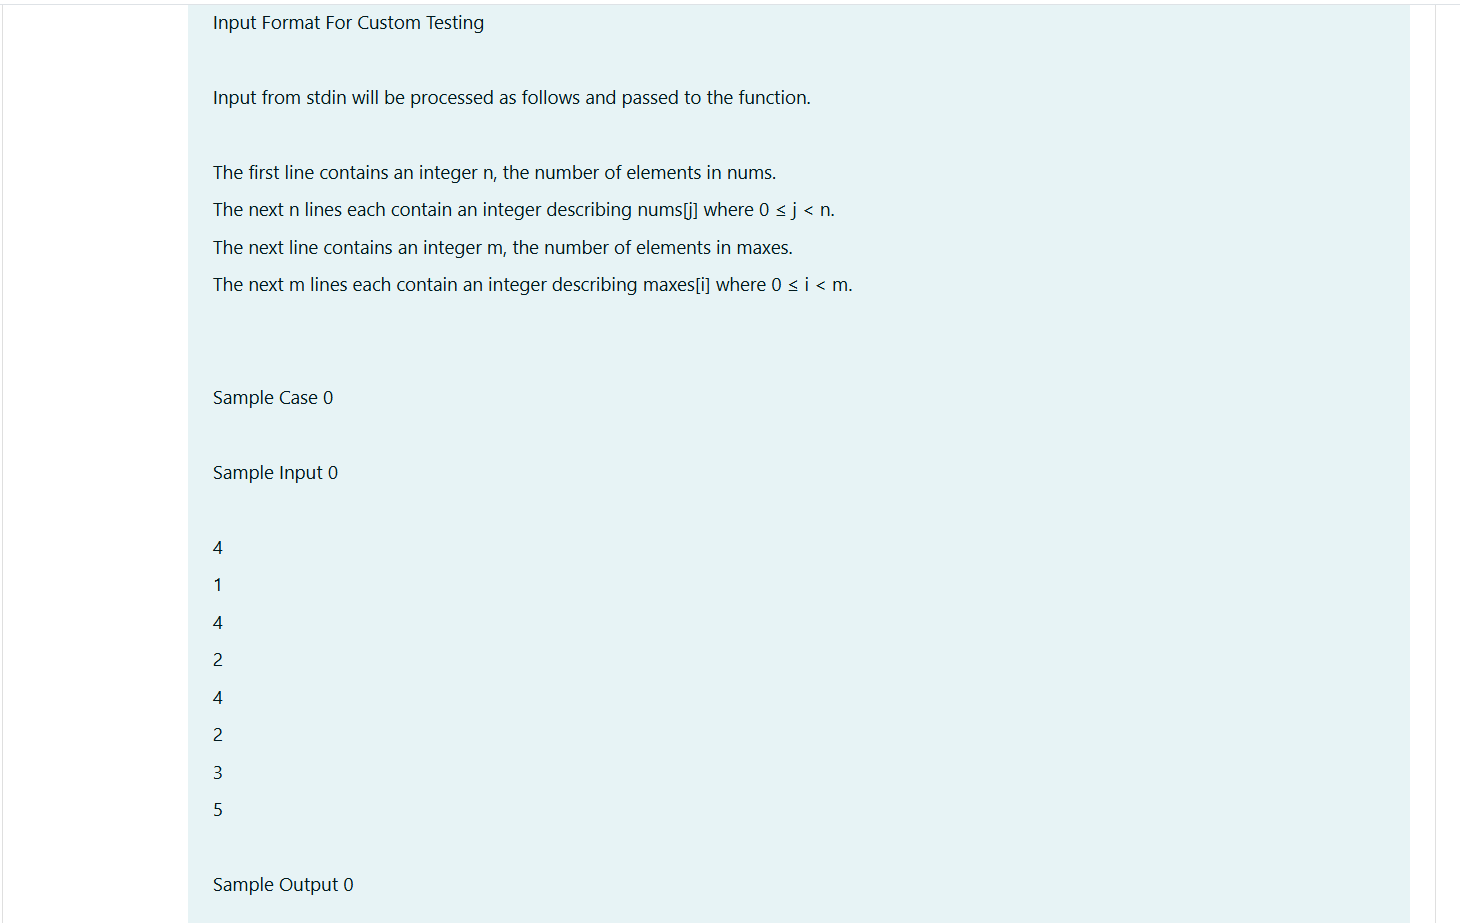 Input Format For Custom Testing
Input from stdin will be processed as follows and passed to the function.
The first line contains an integer n, the number of elements in nums.
The next n lines each contain an integer describing nums[j] where 0 ≤ j < n.
The next line contains an integer m, the number of elements in maxes.
The next m lines each contain an integer describing maxes[i] where 0 ≤ i < m.
Sample Case 0
Sample Input 0
4
1
4
2
4
2
3
5
Sample Output 0